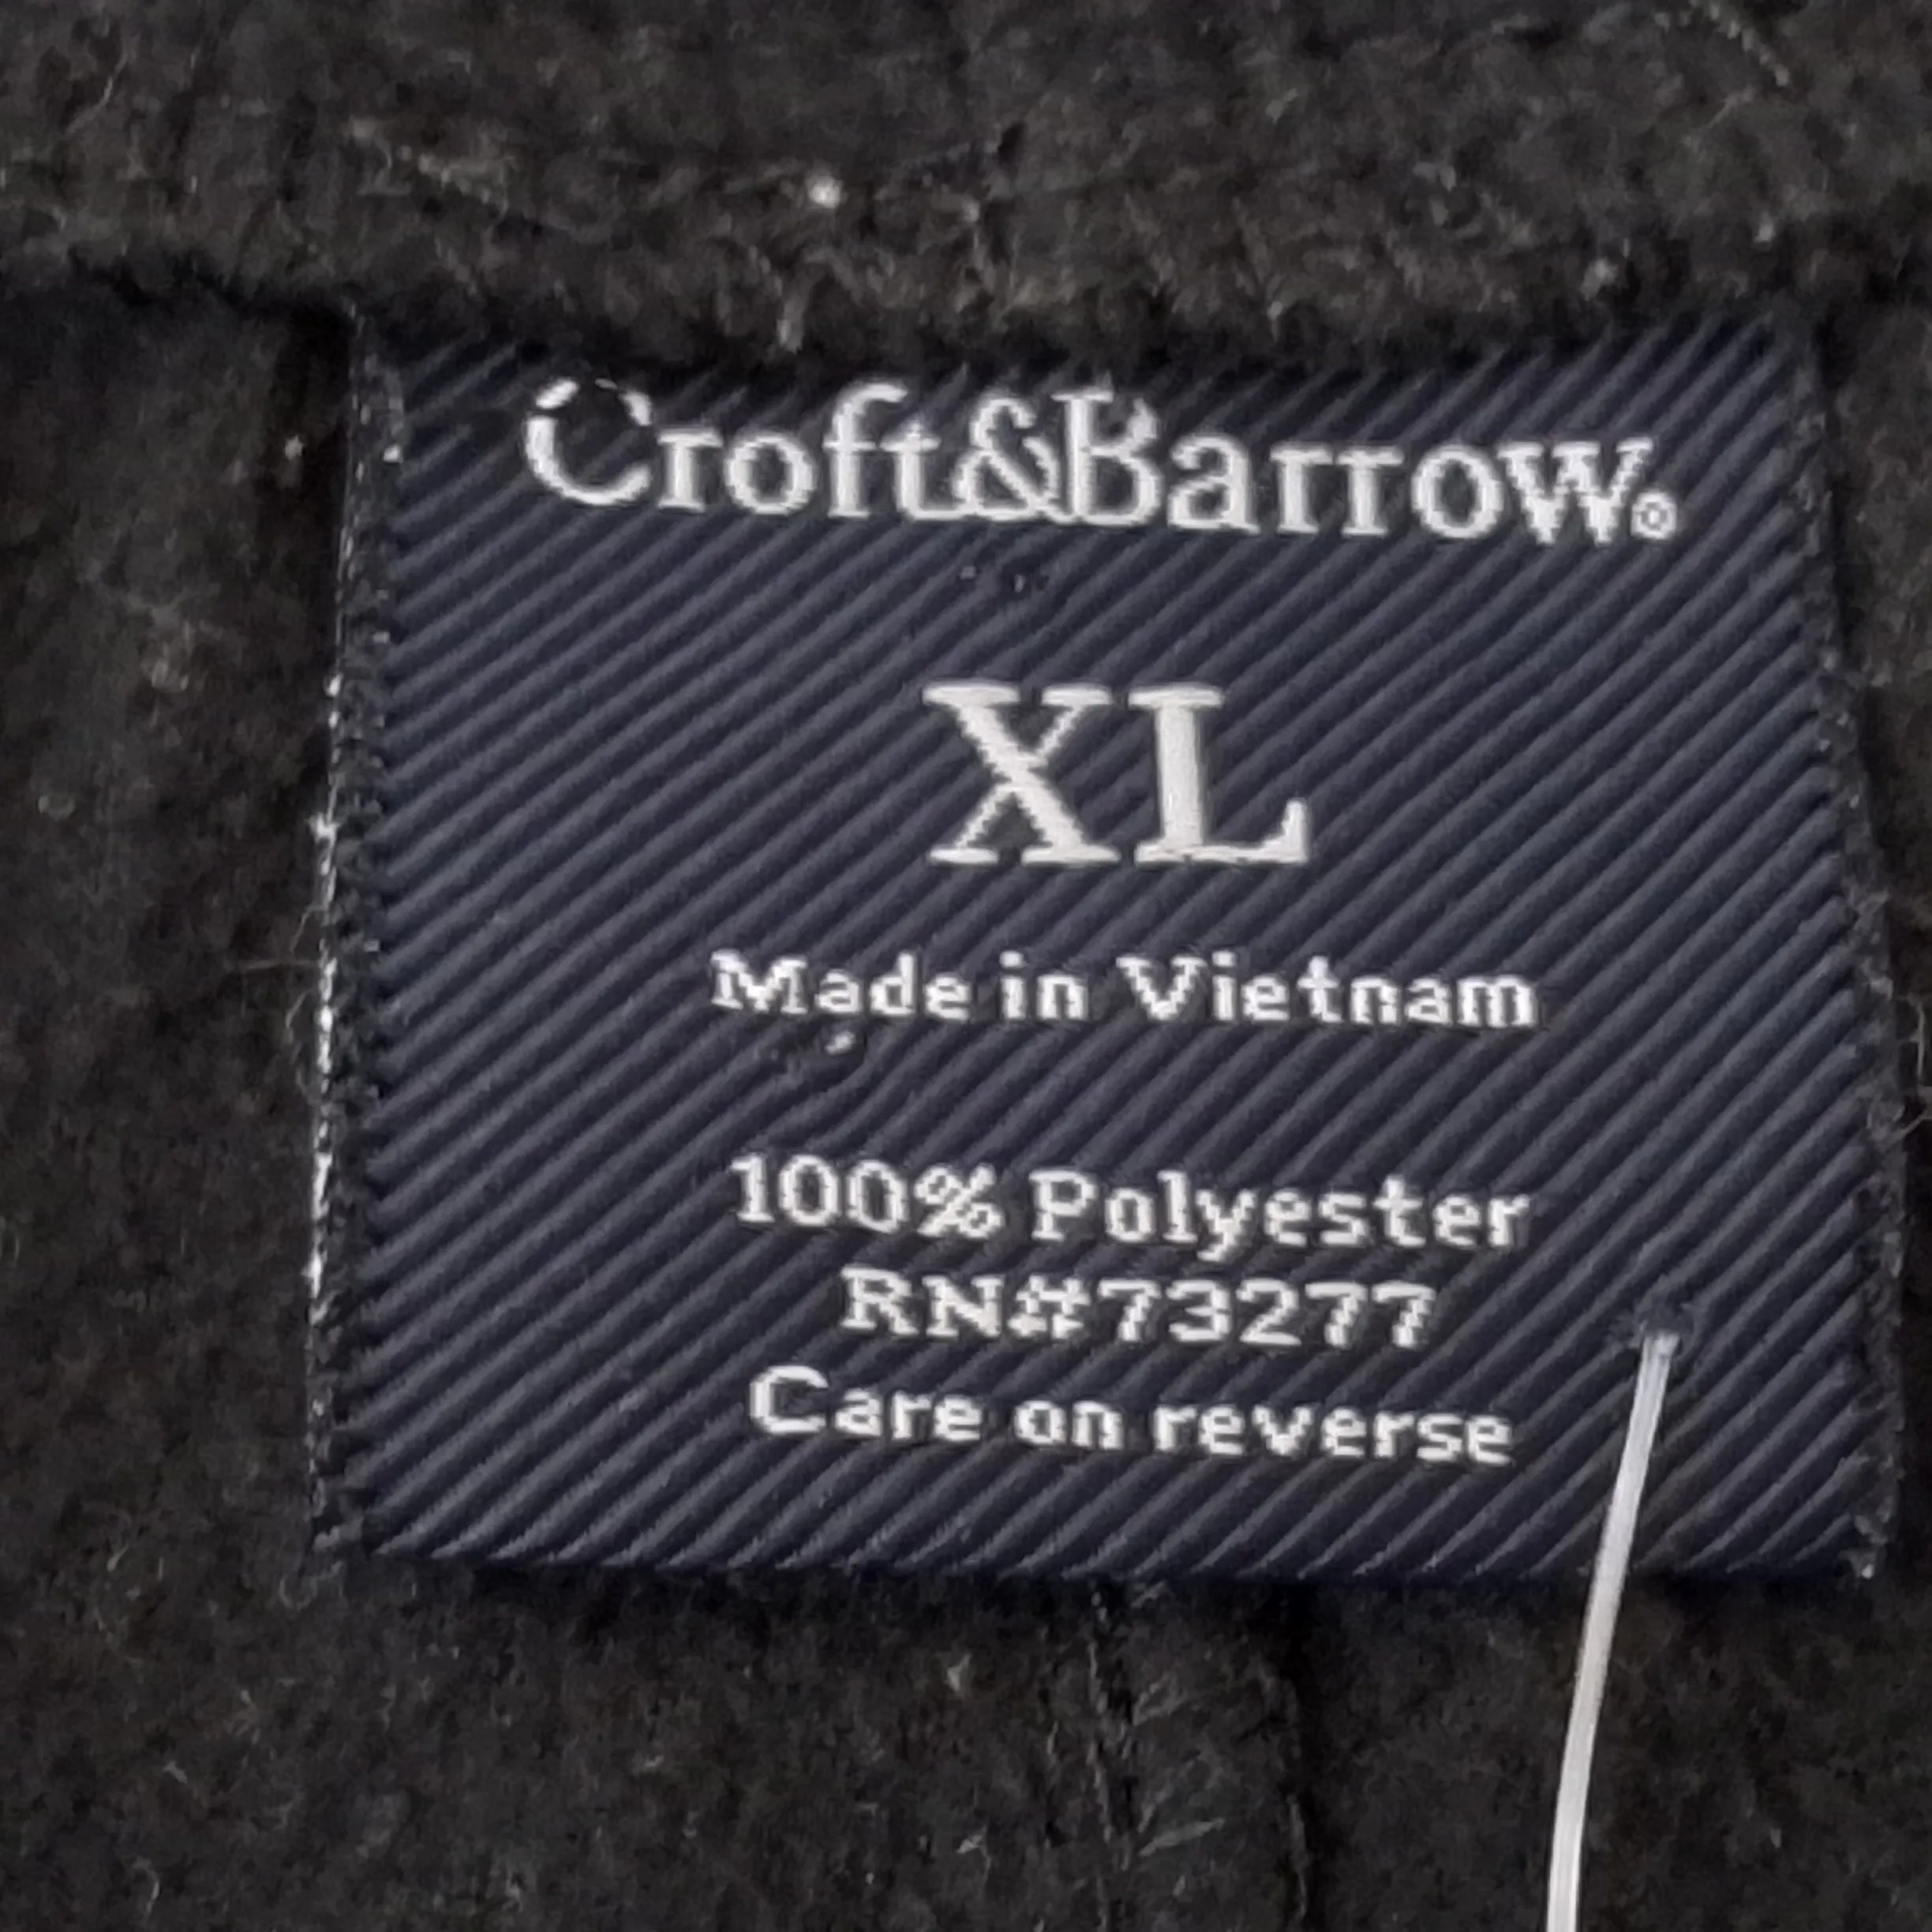 Croft&Barrow®
XL
Made in Vietnam
100% Polyester
RN#73277
Care on reverse